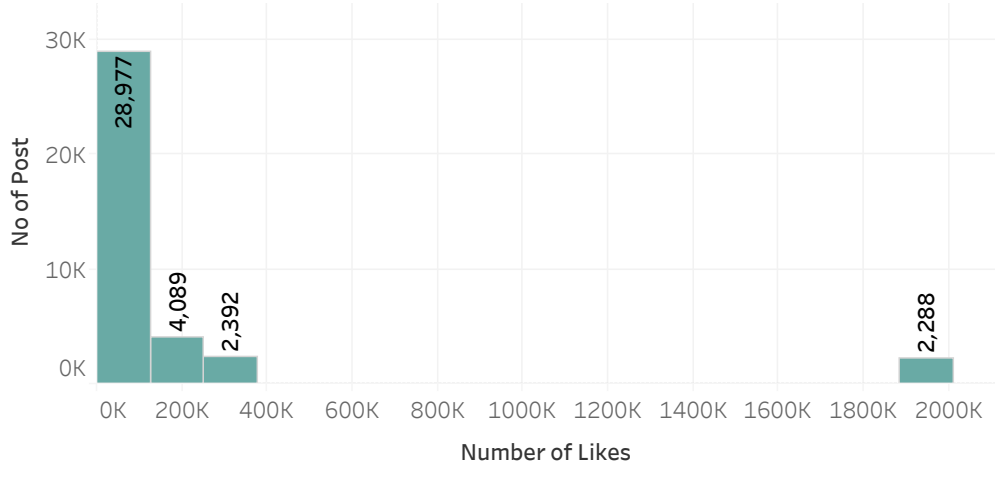 No of Post
30K
20K
10K
0K
28,977
4,089
2,392
2,288
0K 200K 400K 600K 800K 1000K 1200K 1400K 1600K 1800K 2000K
Number of Likes